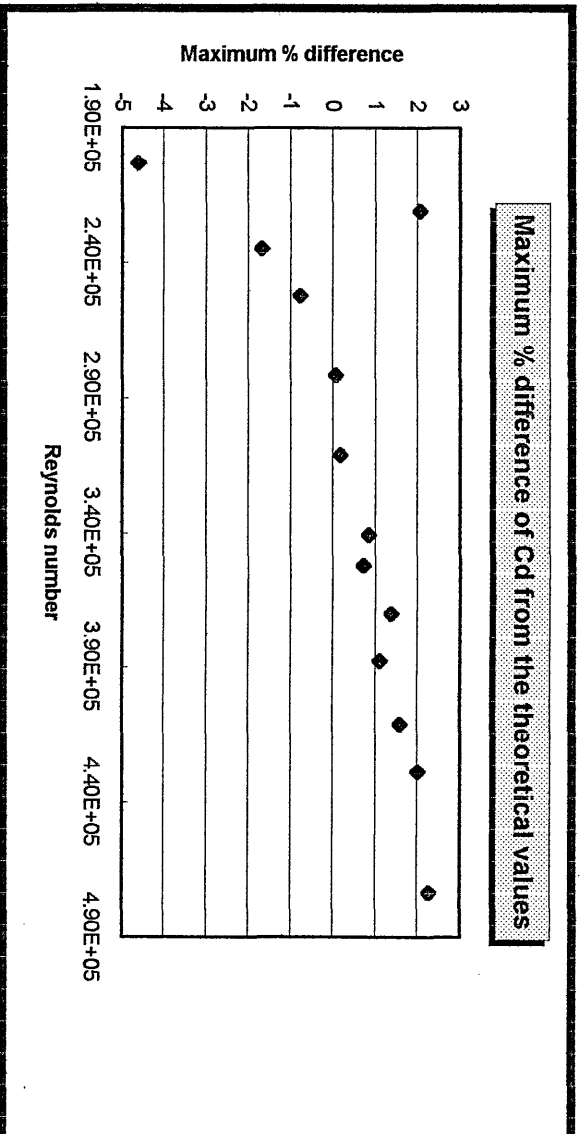 Maximum % difference of Cd from the theoretical values
Maximum % difference
3
2
1
0
-1
-2
-3
-4
-5
1.90E+05
2.40E+05
2.90E+05
3.40E+05
3.90E+05
4.40E+05
4.90E+05
Reynolds number